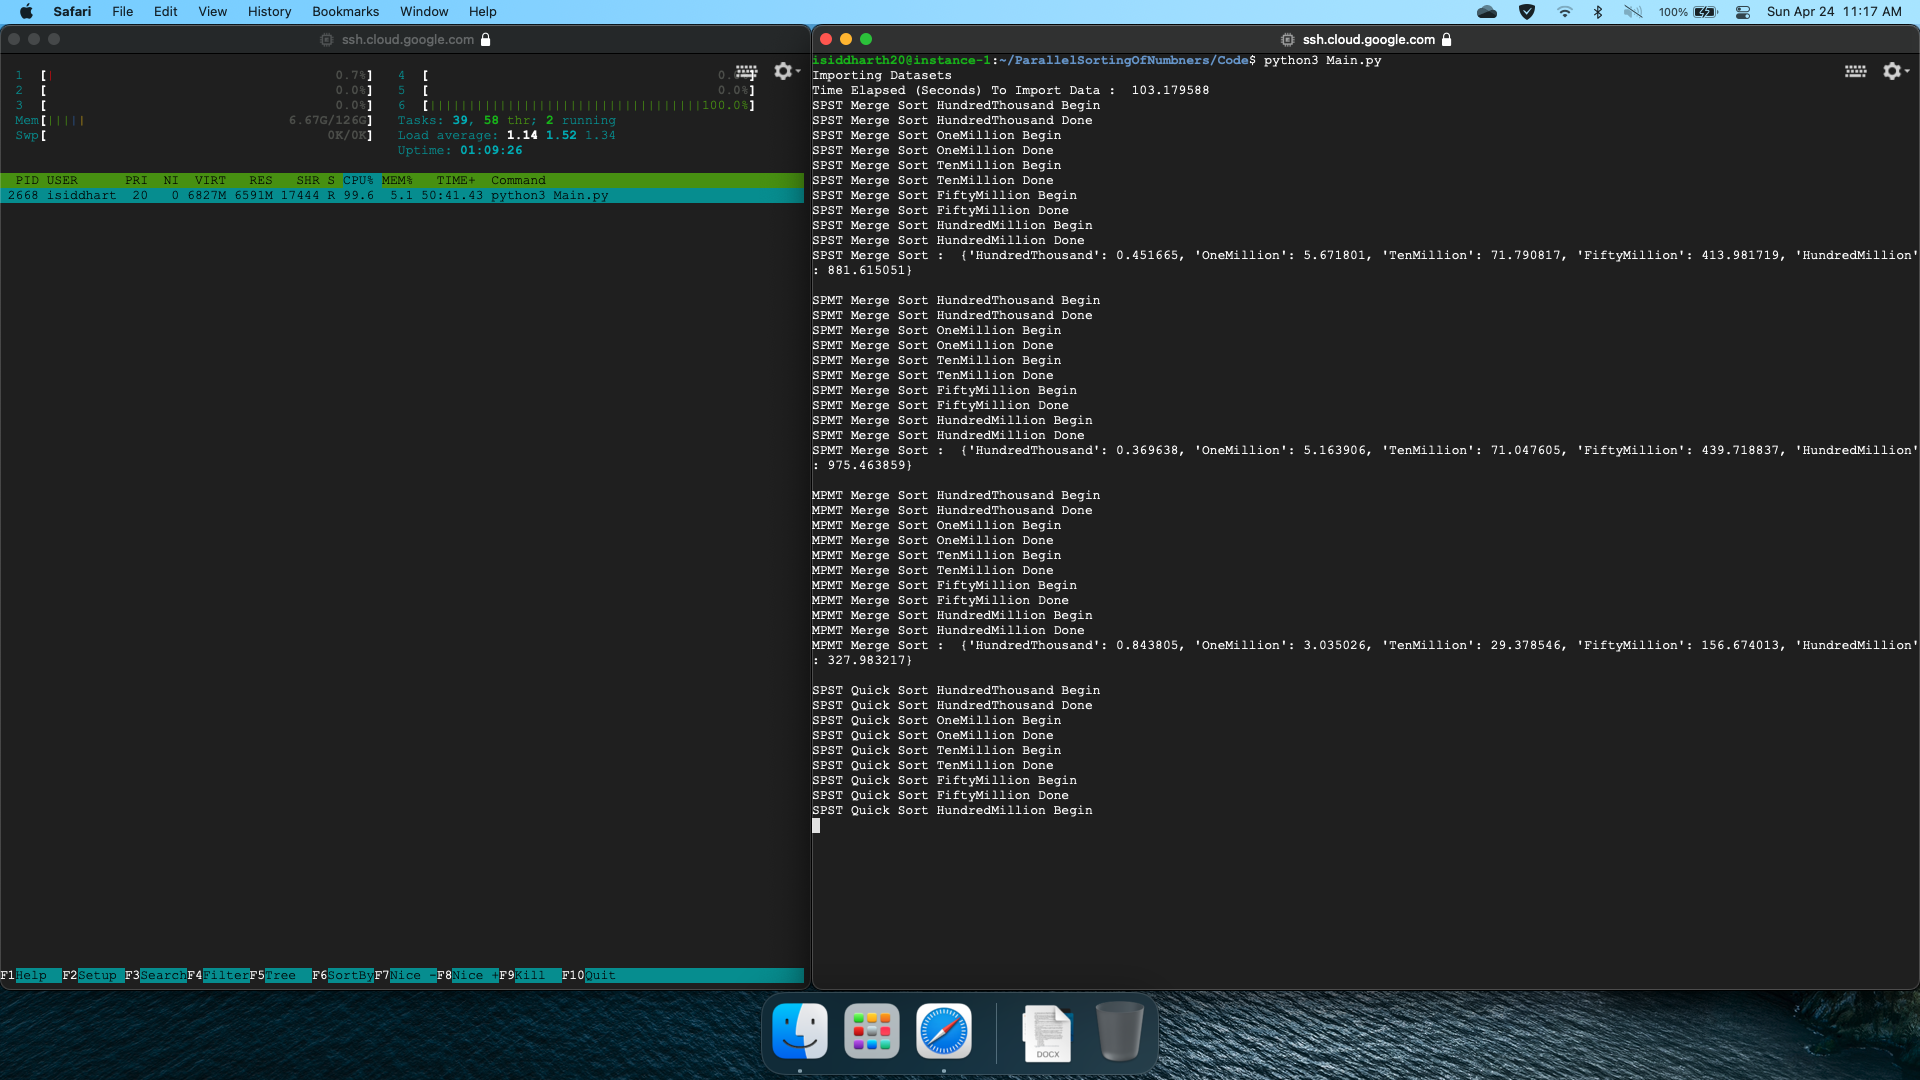 Safari File Edit View History Bookmarks Window Help 100% Sun Apr 24 11:17 AM
ssh.cloud.google.com
1 [| 0.7%] 4 [
2 [ 0.0%] 5 [ 0.0%]
3 [ 0.0%] 6 [||||||||||||||||||||||||||||||||||100.0%]
Mem[||||| 6.67G/126G] Tasks: 39, 58 thr; 2 running
Swp[ 0K/0K] Load average: 1.14 1.52 1.34
Uptime: 01:09:26
PID USER PRI NI VIRT RES SHR S CPU% MEM% TIME+ Command
2668 isiddhart 20 0 6827M 6591M 17444 R 99.6 5.1 50:41.43 python3 Main.py
F1Help F2Setup F3SearchF4FilterF5Tree F6SortByF7Nice -F8Nice +F9Kill F10Quit
ssh.cloud.google.com
isiddharth20@instance-1:~/ParallelSortingOfNumbners/Code$ python3 Main.py
Importing Datasets
Time Elapsed (Seconds) To Import Data : 103.179588
SPST Merge Sort HundredThousand Begin
SPST Merge Sort HundredThousand Done
SPST Merge Sort OneMillion Begin
SPST Merge Sort OneMillion Done
SPST Merge Sort TenMillion Begin
SPST Merge Sort TenMillion Done
SPST Merge Sort FiftyMillion Begin
SPST Merge Sort FiftyMillion Done
SPST Merge Sort HundredMillion Begin
SPST Merge Sort HundredMillion Done
SPST Merge Sort : {'HundredThousand': 0.451665, 'OneMillion': 5.671801, 'TenMillion': 71.790817, 'FiftyMillion': 413.981719, 'HundredMillion'
: 881.615051}
SPMT Merge Sort HundredThousand Begin
SPMT Merge Sort HundredThousand Done
SPMT Merge Sort OneMillion Begin
SPMT Merge Sort OneMillion Done
SPMT Merge Sort TenMillion Begin
SPMT Merge Sort TenMillion Done
SPMT Merge Sort FiftyMillion Begin
SPMT Merge Sort FiftyMillion Done
SPMT Merge Sort HundredMillion Begin
SPMT Merge Sort HundredMillion Done
SPMT Merge Sort : {'HundredThousand': 0.369638, 'OneMillion': 5.163906, 'TenMillion': 71.047605, 'FiftyMillion': 439.718837, 'HundredMillion'
: 975.463859}
MPMT Merge Sort HundredThousand Begin
MPMT Merge Sort HundredThousand Done
MPMT Merge Sort OneMillion Begin
MPMT Merge Sort OneMillion Done
MPMT Merge Sort TenMillion Begin
MPMT Merge Sort TenMillion Done
MPMT Merge Sort FiftyMillion Begin
MPMT Merge Sort FiftyMillion Done
MPMT Merge Sort HundredMillion Begin
MPMT Merge Sort HundredMillion Done
MPMT Merge Sort : {'HundredThousand': 0.843805, 'OneMillion': 3.035026, 'TenMillion': 29.378546, 'FiftyMillion': 156.674013, 'HundredMillion'
: 327.983217}
SPST Quick Sort HundredThousand Begin
SPST Quick Sort HundredThousand Done
SPST Quick Sort OneMillion Begin
SPST Quick Sort OneMillion Done
SPST Quick Sort TenMillion Begin
SPST Quick Sort TenMillion Done
SPST Quick Sort FiftyMillion Begin
SPST Quick Sort FiftyMillion Done
SPST Quick Sort HundredMillion Begin
DOCX